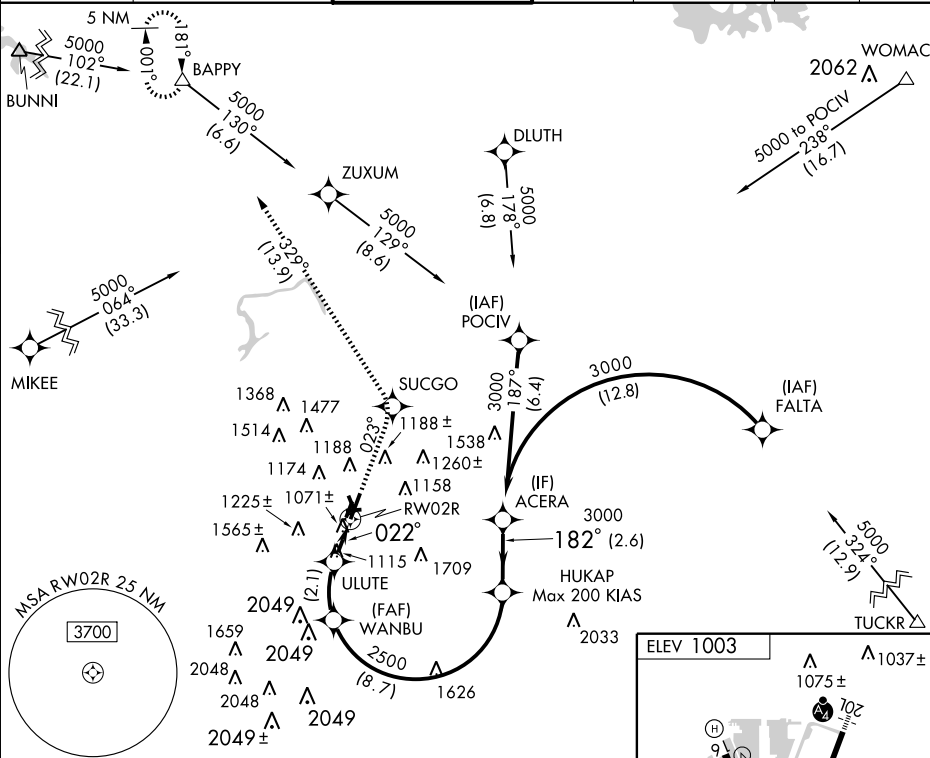 5 NM
5000
102°
(22.1)
BUNNI
001°
181°
BAPPY
5000
130°
(6.6)
WOMAC
2062
5000 to POCIV
238°
(16.7)
DLUTH
5000
178°
(6.8)
ZUXUM
5000
129°
(8.6)
329°
(13.9)
5000
064°
(33.3)
MIKEE
(IAF)
POCIV
3000
187°
(6.4)
3000
(12.8)
(IAF)
FALTA
SUCGO
023°
1368
1477
1514
1188 ±
1188
1538
1174
1260±
1158
1225±
1071±
RW02R
(IF)
ACERA
1565±
022°
3000
182° (2.6)
1115
1709
ULUTE
(2.1)
HUKAP
Max 200 KIAS
5000
324°
(12.9)
TUCKR
(FAF)
WANBU
2049
2049
2033
1659
2500
(8.7)
2048
2048
1626
2049
2049±
MSA RW02R 25 NM
3700
ELEV 1003
1037±
1075±
A4
20L
H
9